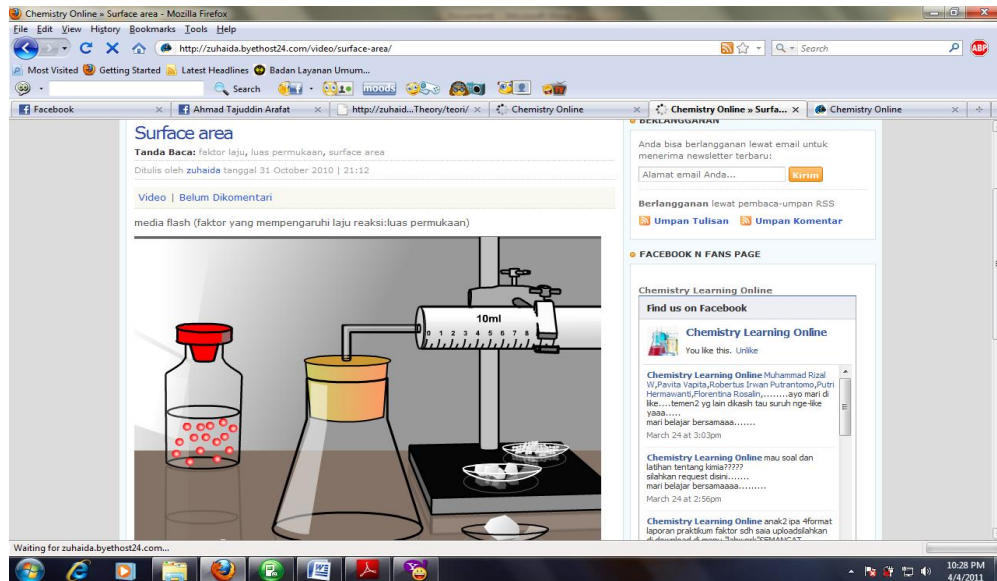 Chemistry Online » Surface area - Mozilla Firefox
File Edit View History Bookmarks Tools Help
http://zuhaida.byethost24.com/video/surface-area/
Search
ABP
Most Visited Getting Started Latest Headlines Badan Layanan Umum...
Search moods
Facebook Ahmad Tajuddin Arafat http://zuhaid...Theory/teori/ Chemistry Online Chemistry Online » Surfa... Chemistry Online
Surface area
Tanda Baca: faktor laju, luas permukaan, surface area
Ditulis oleh zuhaida tanggal 31 October 2010 | 21:12
Video | Belum Dikomentari
media flash (faktor yang mempengaruhi laju reaksi:luas permukaan)
10ml
0 1 2 3 4 5 6 7 8
BERLANGGANAN
Anda bisa berlangganan lewat email untuk
menerima newsletter terbaru:
Alamat email Anda... Kirim
Berlangganan lewat pembaca-umpan RSS
Umpan Tulisan Umpan Komentar
FACEBOOK N FANS PAGE
Chemistry Learning Online
Find us on Facebook
Chemistry Learning Online
You like this. Unlike
Chemistry Learning Online Muhammad Rizal
W,Pavita Vapita,Robertus Irwan Putrantomo,Putri
Hermawanti,Florentina Rosalin,........ayo mari di
like....temen2 yg lain dikasih tau suruh nge-like
yaaa.....
mari belajar bersamaaa.......
March 24 at 3:03pm
Chemistry Learning Online mau soal dan
latihan tentang kimia?????
silahkan request disini.......
mari belajar bersamaaaa.........
March 24 at 2:56pm
Chemistry Learning Online anak2 ipa 4format
laporan praktikum faktor sdh saia uploadsilahkan
Waiting for zuhaida.byethost24.com...
10:28 PM
4/4/2011